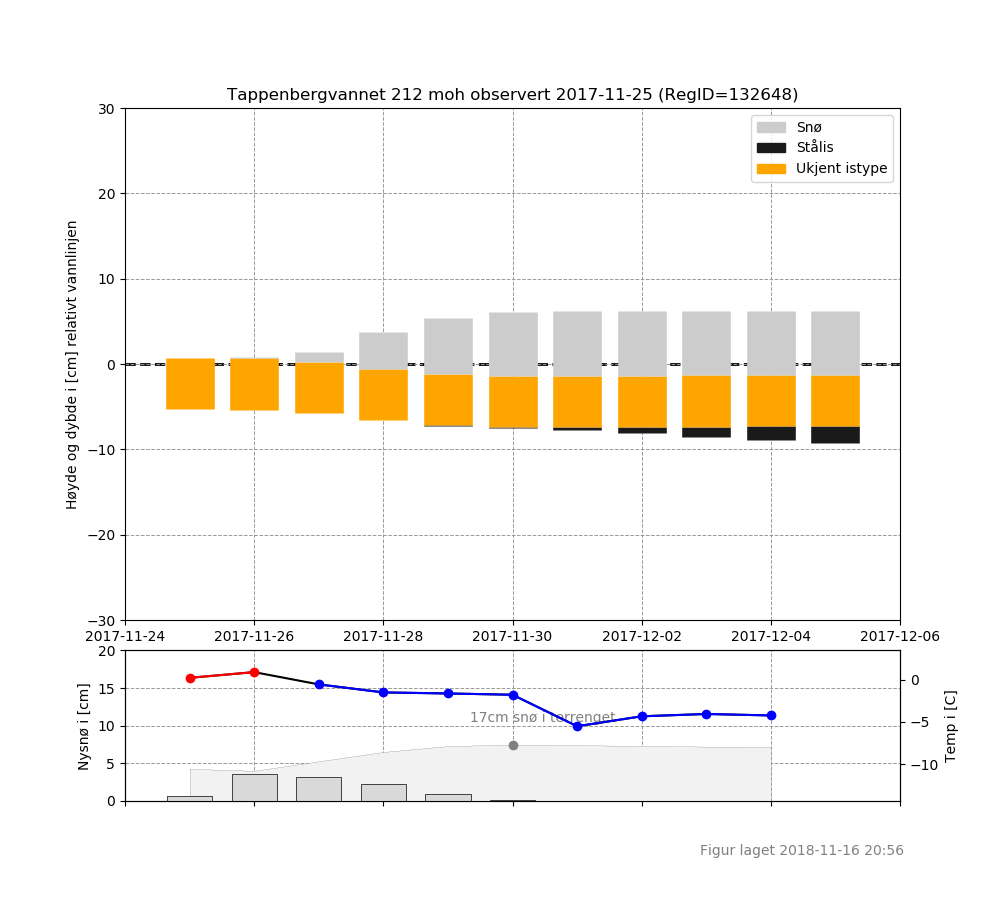 Tappenbergvannet 212 moh observert 2017-11-25 (RegID=132648)
Snø
Stålis
Ukjent istype
Høyde og dybde i [cm] relativt vannlinjen
30
20
10
0
−10
−20
−30
2017-11-24 2017-11-26 2017-11-28 2017-11-30 2017-12-02 2017-12-04 2017-12-06
Nysnø i [cm]
20
15
10
5
0
17cm snø i terrenget
0
−5
−10
Temp i [C]
Figur laget 2018-11-16 20:56